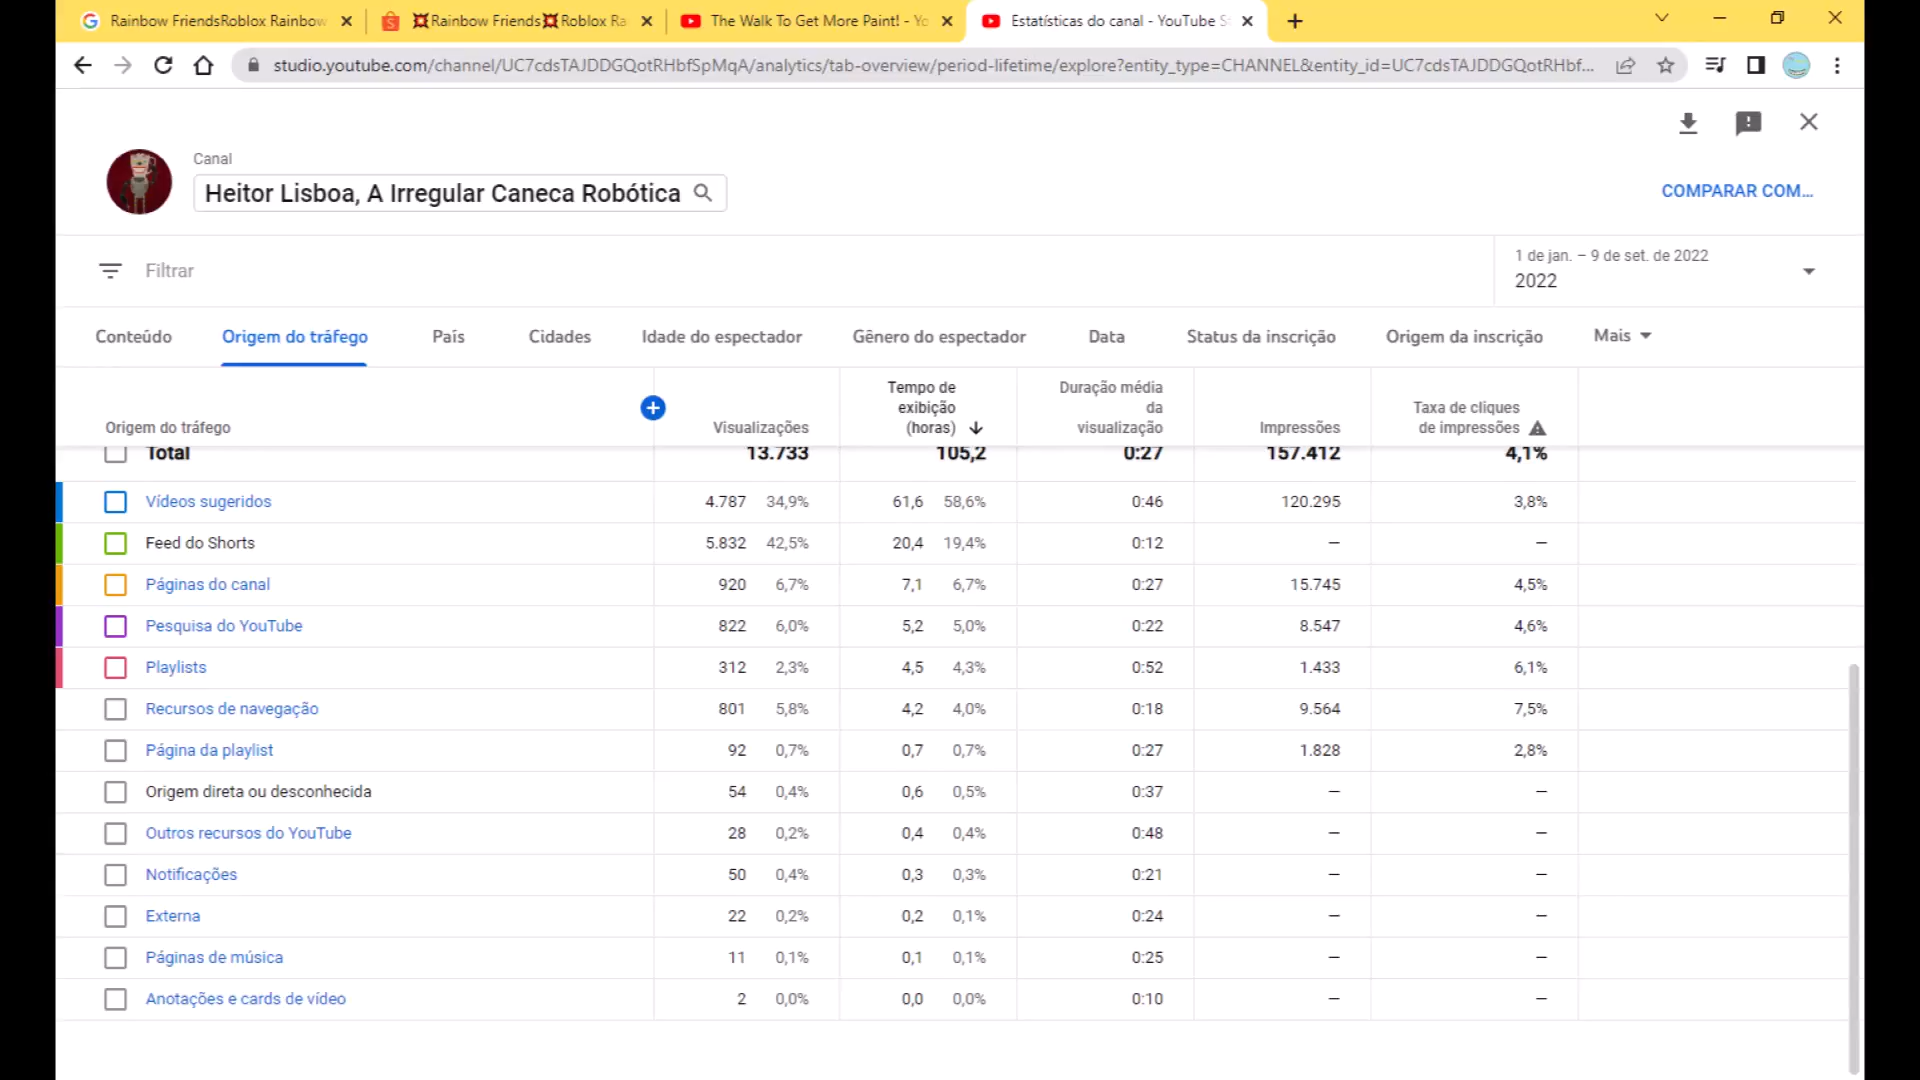 Rainbow FriendsRoblox Rainbow
💥Rainbow Friends💥Roblox Ra
The Walk To Get More Paint! - Yo
Estatísticas do canal - YouTube S
studio.youtube.com/channel/UC7cdsTAJDDGQotRHbfSpMqA/analytics/tab-overview/period-lifetime/explore?entity_type=CHANNEL&entity_id=UC7cdsTAJDDGQotRHbf...
Canal
Heitor Lisboa, A Irregular Caneca Robótica
COMPARAR COM...
Filtrar
1 de jan. – 9 de set. de 2022
2022
Conteúdo Origem do tráfego País Cidades Idade do espectador Gênero do espectador Data Status da inscrição Origem da inscrição Mais
Origem do tráfego Visualizações Tempo de exibição (horas) Duração média da visualização Impressões Taxa de cliques de impressões
Total 13.733 105,2 0:27 157.412 4,1%
Vídeos sugeridos 4.787 34,9% 61,6 58,6% 0:46 120.295 3,8%
Feed do Shorts 5.832 42,5% 20,4 19,4% 0:12 — —
Páginas do canal 920 6,7% 7,1 6,7% 0:27 15.745 4,5%
Pesquisa do YouTube 822 6,0% 5,2 5,0% 0:22 8.547 4,6%
Playlists 312 2,3% 4,5 4,3% 0:52 1.433 6,1%
Recursos de navegação 801 5,8% 4,2 4,0% 0:18 9.564 7,5%
Página da playlist 92 0,7% 0,7 0,7% 0:27 1.828 2,8%
Origem direta ou desconhecida 54 0,4% 0,6 0,5% 0:37 — —
Outros recursos do YouTube 28 0,2% 0,4 0,4% 0:48 — —
Notificações 50 0,4% 0,3 0,3% 0:21 — —
Externa 22 0,2% 0,2 0,1% 0:24 — —
Páginas de música 11 0,1% 0,1 0,1% 0:25 — —
Anotações e cards de vídeo 2 0,0% 0,0 0,0% 0:10 — —